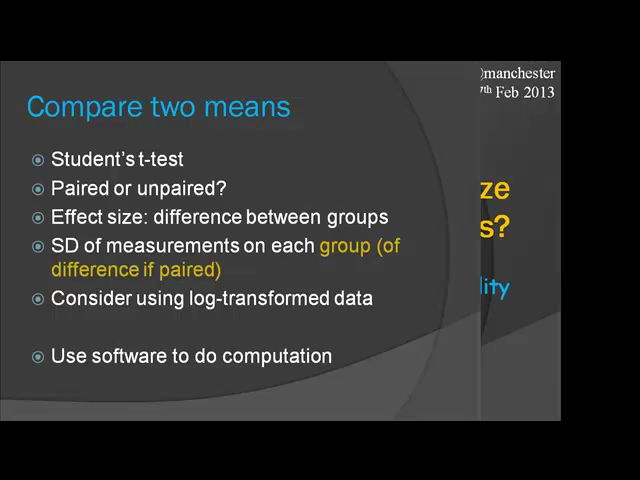 Compare two means
Student's t-test
Paired or unpaired?
Effect size: difference between groups
SD of measurements on each group (of
difference if paired)
Consider using log-transformed data
Use software to do computation
manchester
7th Feb 2013
ze
s?
lity